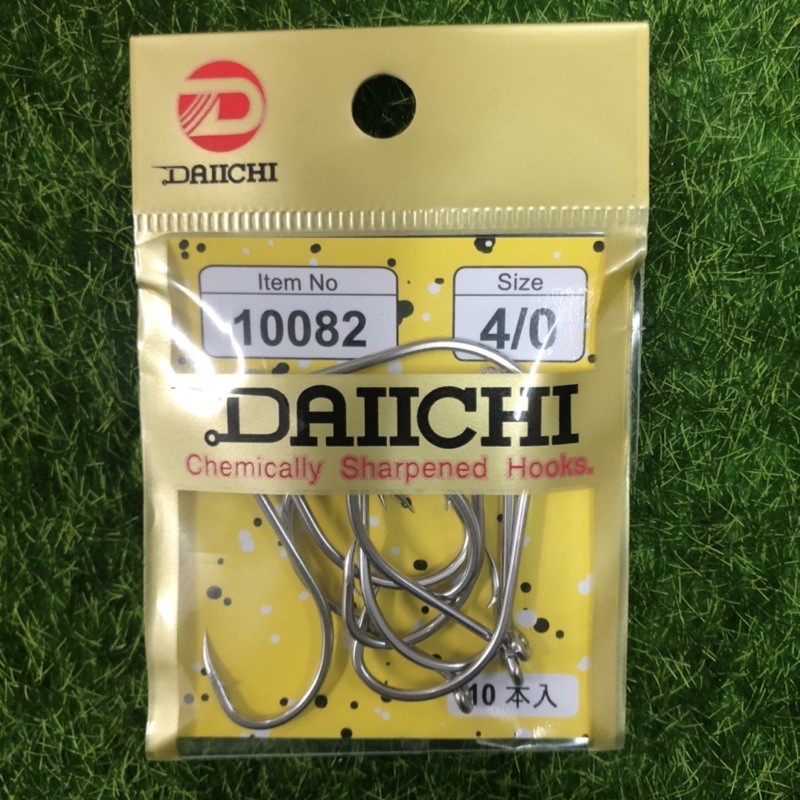 DAIICHI
Item No
Size
10082
4/0
DAIICHI
Chemically Sharpened Hooks.
10 本入